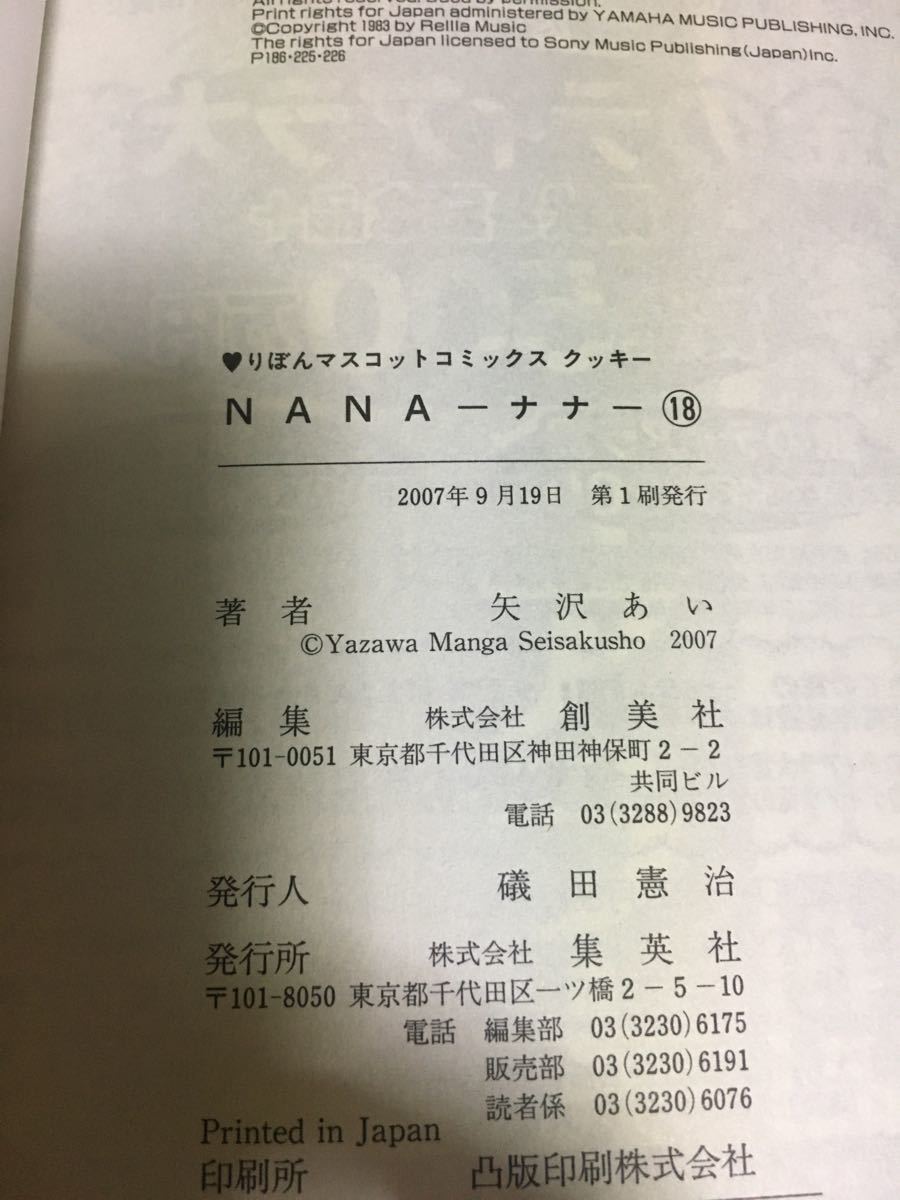 All rights reserved. Used by permission.
Print rights for Japan administered by YAMAHA MUSIC PUBLISHING, INC.
©Copyright 1983 by Rellla Music
The rights for Japan licensed to Sony Music Publishing(Japan)Inc.
P186・225・226
♥りぼんマスコットコミックス クッキー
NANA―ナナ―⑱
2007年9月19日 第1刷発行
著者 矢沢あい
©Yazawa Manga Seisakusho 2007
編集 株式会社 創美社
〒101-0051 東京都千代田区神田神保町2－2
共同ビル
電話 03(3288)9823
発行人 礒田憲治
発行所 株式会社 集英社
〒101-8050 東京都千代田区一ツ橋2－5－10
電話 編集部 03(3230)6175
販売部 03(3230)6191
読者係 03(3230)6076
Printed in Japan
印刷所 凸版印刷株式会社